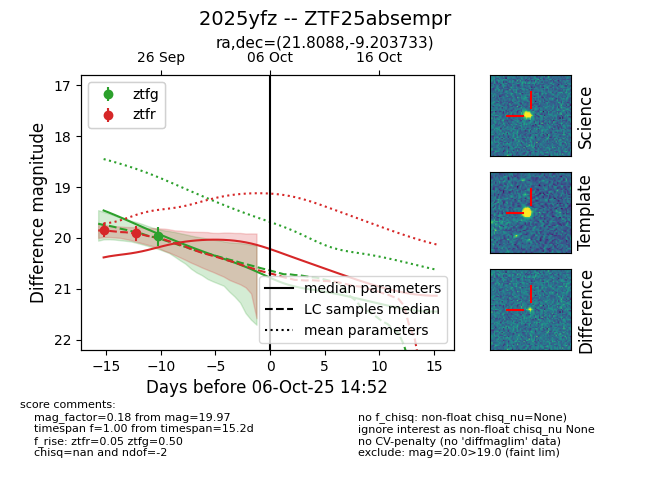 2025yfz -- ZTF25absempr
ra,dec=(21.8088,-9.203733)
26 Sep 06 Oct 16 Oct
17
18
19
20
21
22
Difference magnitude
ztfg
ztfr
median parameters
LC samples median
mean parameters
−15 −10 −5 0 5 10 15
Days before 06-Oct-25 14:52
Science
Template
Difference
score comments:
mag_factor=0.18 from mag=19.97
timespan f=1.00 from timespan=15.2d
f_rise: ztfr=0.05 ztfg=0.50
chisq=nan and ndof=-2
no f_chisq: non-float chisq_nu=None)
ignore interest as non-float chisq_nu None
no CV-penalty (no 'diffmaglim' data)
exclude: mag=20.0>19.0 (faint lim)